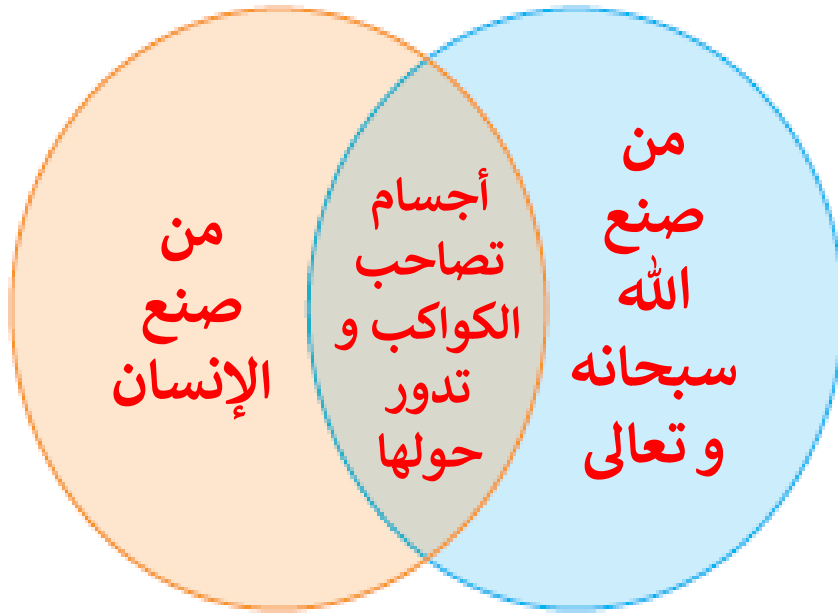 من
صنع
الله
سبحانه
و تعالى
أجسام
تصاحب
الكواكب و
تدور
حولها
من
صنع
الإنسان